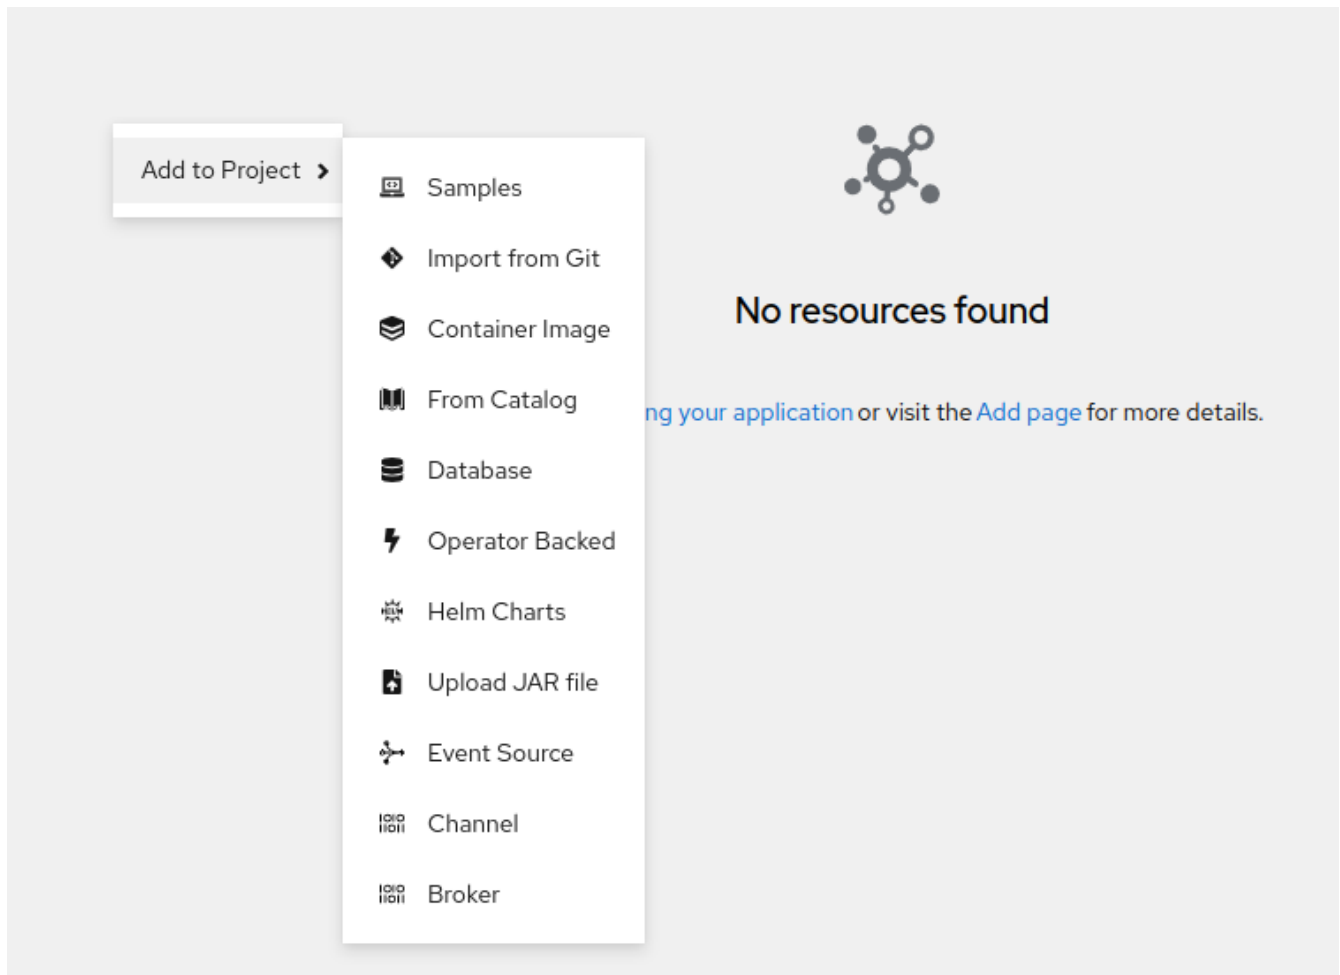 Add to Project
Samples
Import from Git
Container Image
From Catalog
Database
Operator Backed
Helm Charts
Upload JAR file
Event Source
Channel
Broker
No resources found
your application or visit the Add page for more details.